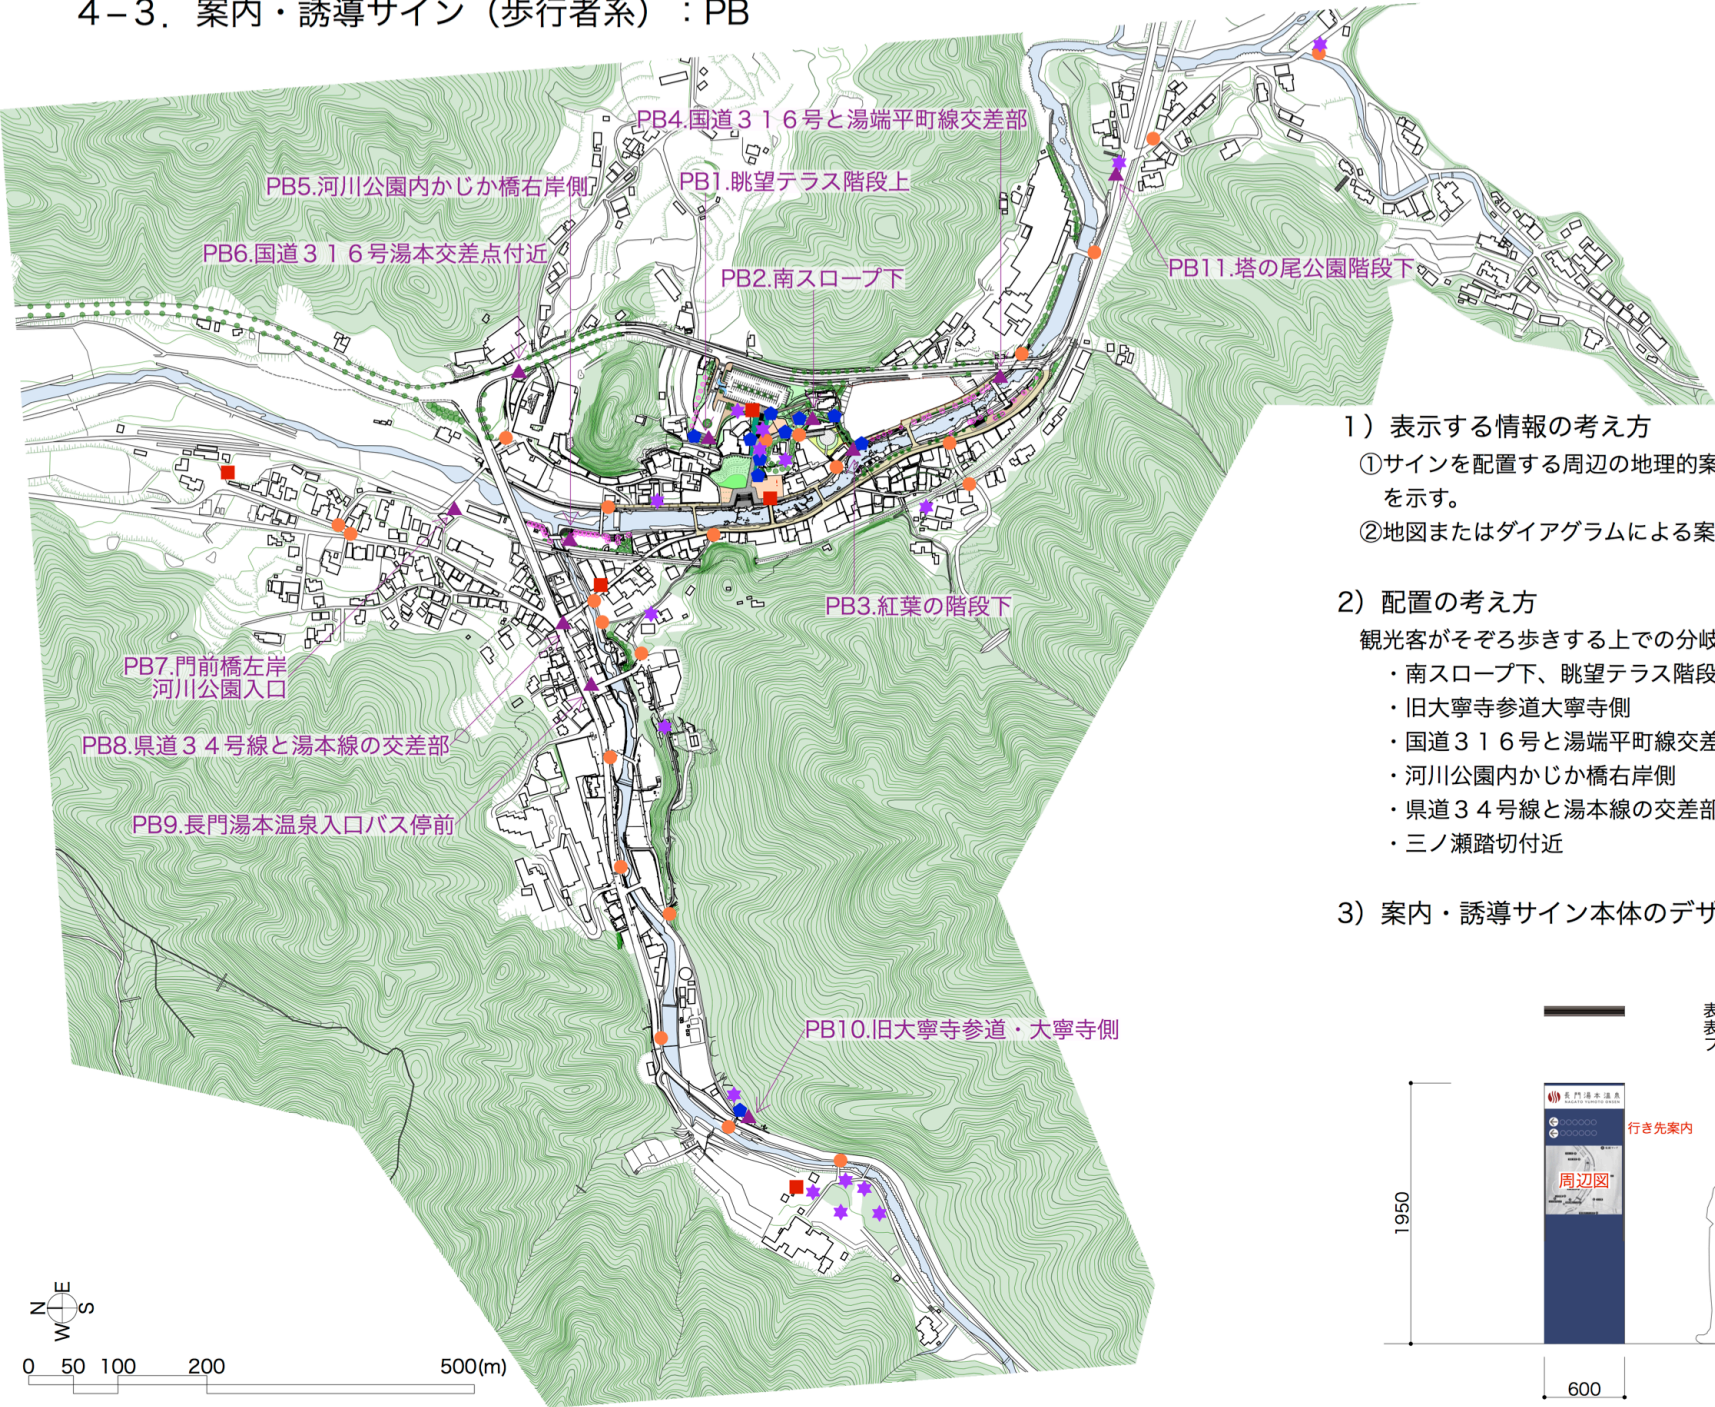 4−3．案内・誘導サイン（歩行者系）：PB
PB4.国道３１６号と湯端平町線交差部
PB5.河川公園内かじか橋右岸側
PB1.眺望テラス階段上
PB6.国道３１６号湯本交差点付近
PB2.南スロープ下
PB11.塔の尾公園階段下
PB3.紅葉の階段下
PB7.門前橋左岸
河川公園入口
PB8.県道３４号線と湯本線の交差部
PB9.長門湯本温泉入口バス停前
PB10.旧大寧寺参道・大寧寺側
1）表示する情報の考え方
①サインを配置する周辺の地理的案
を示す。
②地図またはダイアグラムによる案
2）配置の考え方
観光客がそぞろ歩きする上での分岐
・南スロープ下、眺望テラス階段
・旧大寧寺参道大寧寺側
・国道３１６号と湯端平町線交差
・河川公園内かじか橋右岸側
・県道３４号線と湯本線の交差部
・三ノ瀬踏切付近
3）案内・誘導サイン本体のデザ
長門湯本温泉
NAGATO YUMOTO ONSEN
行き先案内
周辺図
1950
600
N
E
S
W
0 50 100 200 500(m)